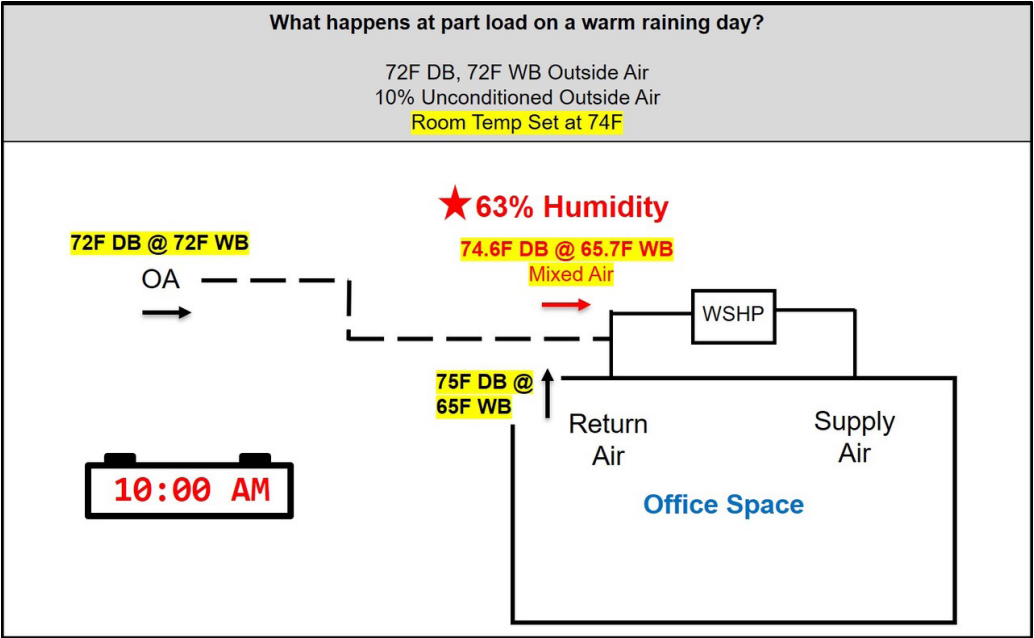 What happens at part load on a warm raining day?
72F DB, 72F WB Outside Air
10% Unconditioned Outside Air
Room Temp Set at 74F
63% Humidity
72F DB @ 72F WB
74.6F DB @ 65.7F WB
OA
Mixed Air
WSHP
75F DB @
65F WB
Return
Air
Supply
Air
10:00 AM
Office Space